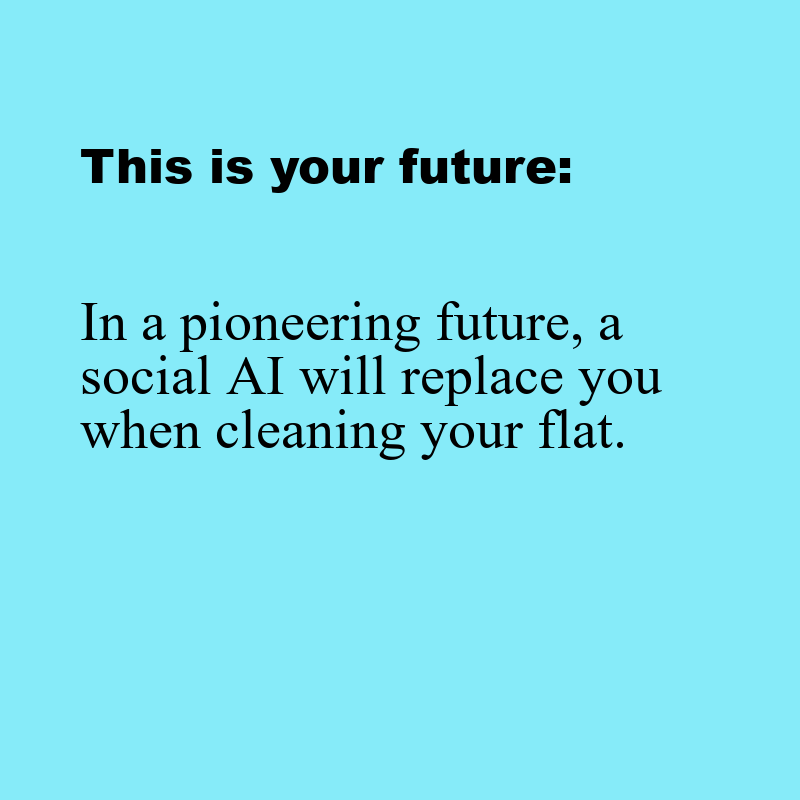 This is your future:
In a pioneering future, a
social AI will replace you
when cleaning your flat.